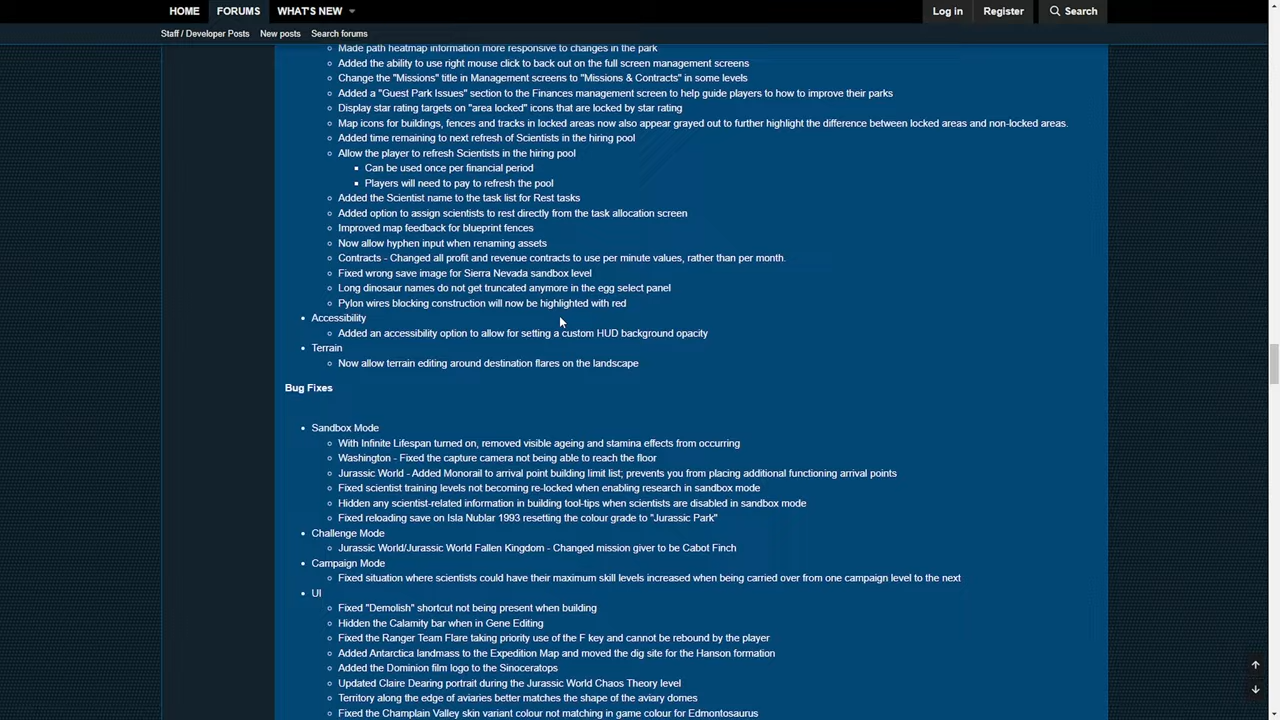 HOME FORUMS WHAT'S NEW Log in Register Search
Staff / Developer Posts New posts Search forums
Made path heatmap information more responsive to changes in the park
Added the ability to use right mouse click to back out on the full screen management screens
Change the "Missions" title in Management screens to "Missions & Contracts" in some levels
Added a "Guest Park Issues" section to the Finances management screen to help guide players to how to improve their parks
Display star rating targets on "area locked" icons that are locked by star rating
Map icons for buildings, fences and tracks in locked areas now also appear grayed out to further highlight the difference between locked areas and non-locked areas.
Added time remaining to next refresh of Scientists in the hiring pool
Allow the player to refresh Scientists in the hiring pool
Can be used once per financial period
Players will need to pay to refresh the pool
Added the Scientist name to the task list for Rest tasks
Added option to assign scientists to rest directly from the task allocation screen
Improved map feedback for blueprint fences
Now allow hyphen input when renaming assets
Contracts - Changed all profit and revenue contracts to use per minute values, rather than per month.
Fixed wrong save image for Sierra Nevada sandbox level
Long dinosaur names do not get truncated anymore in the egg select panel
Pylon wires blocking construction will now be highlighted with red
Accessibility
Added an accessibility option to allow for setting a custom HUD background opacity
Terrain
Now allow terrain editing around destination flares on the landscape
Bug Fixes
Sandbox Mode
With Infinite Lifespan turned on, removed visible ageing and stamina effects from occurring
Washington - Fixed the capture camera not being able to reach the floor
Jurassic World - Added Monorail to arrival point building limit list; prevents you from placing additional functioning arrival points
Fixed scientist training levels not becoming re-locked when enabling research in sandbox mode
Hidden any scientist-related information in building tool-tips when scientists are disabled in sandbox mode
Fixed reloading save on Isla Nublar 1993 resetting the colour grade to "Jurassic Park"
Challenge Mode
Jurassic World/Jurassic World Fallen Kingdom - Changed mission giver to be Cabot Finch
Campaign Mode
Fixed situation where scientists could have their maximum skill levels increased when being carried over from one campaign level to the next
UI
Fixed "Demolish" shortcut not being present when building
Hidden the Calamity bar when in Gene Editing
Fixed the Ranger Team Flare taking priority use of the F key and cannot be rebound by the player
Added Antarctica landmass to the Expedition Map and moved the dig site for the Hanson formation
Added the Dominion film logo to the Sinoceratops
Updated Claire Dearing portrait during the Jurassic World Chaos Theory level
Territory along the edge of aviaries better matches the shape of the aviary domes
Fixed the Champlain Valley skin variant colour not matching in game colour for Edmontosaurus